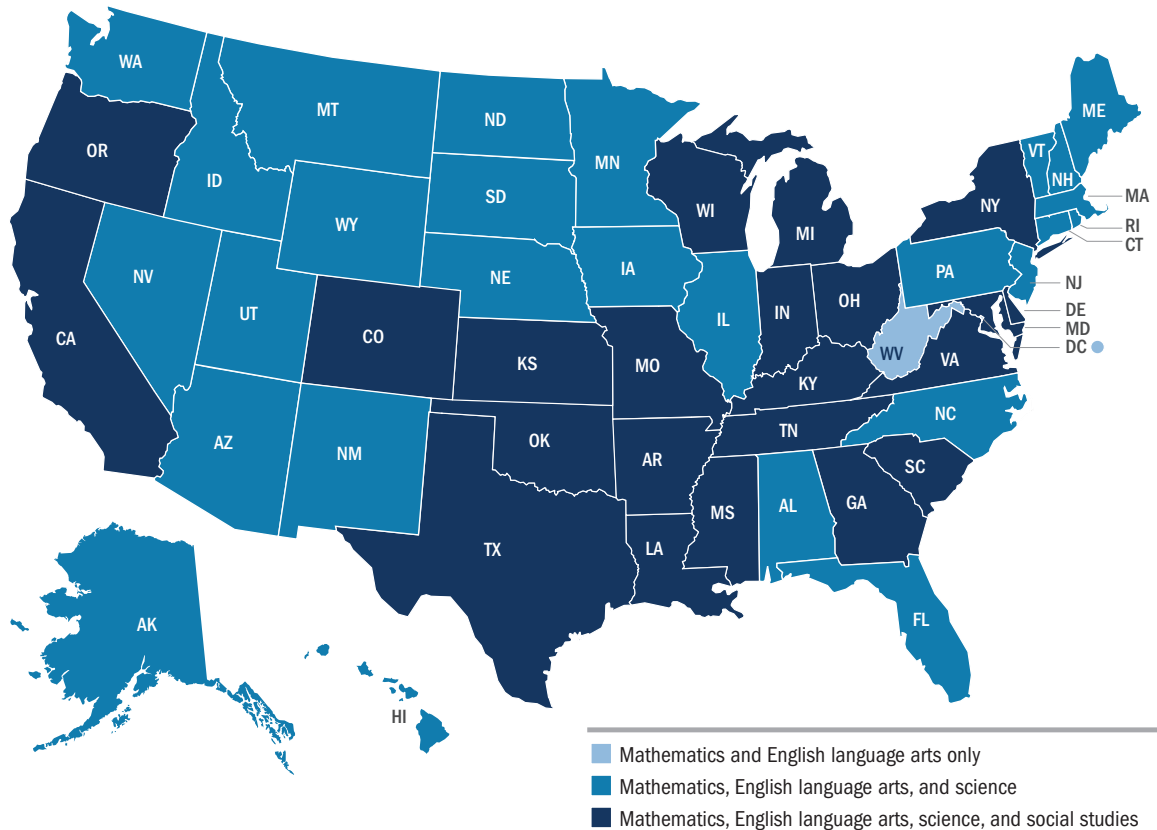 WA
MT
ND
MN
ME
VT
NH
OR
ID
SD
WI
NY
MA
WY
MI
RI
CT
NV
NE
IA
PA
NJ
UT
IL
IN
OH
DE
MD
CA
CO
KS
MO
WV
VA
DC
KY
AZ
NM
OK
AR
TN
NC
SC
TX
LA
MS
AL
GA
AK
FL
HI
Mathematics and English language arts only
Mathematics, English language arts, and science
Mathematics, English language arts, science, and social studies